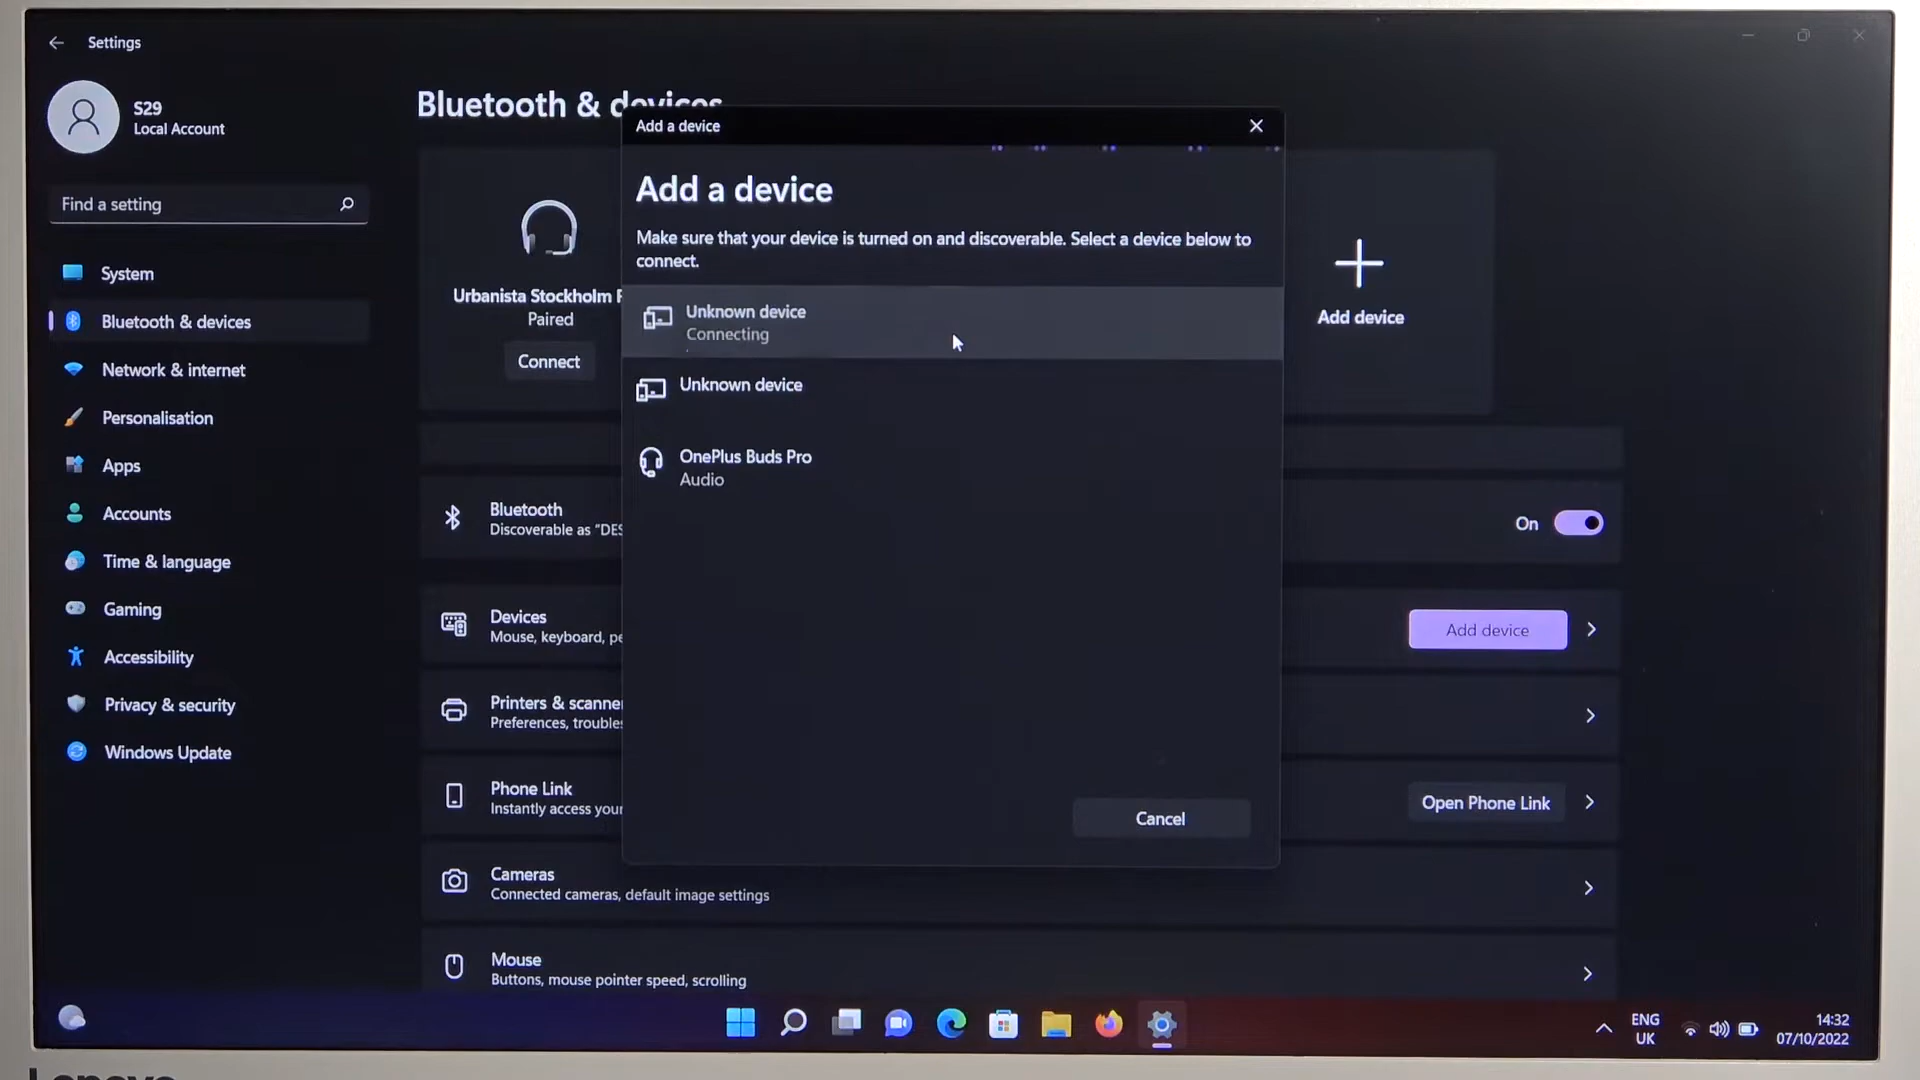 Settings
S29
Local Account
Find a setting
System
Bluetooth & devices
Network & internet
Personalisation
Apps
Accounts
Time & language
Gaming
Accessibility
Privacy & security
Windows Update
Bluetooth & devices
Urbanista Stockholm
Paired
Connect
Add a device
Add a device
Make sure that your device is turned on and discoverable. Select a device below to
connect.
Unknown device
Connecting
Unknown device
OnePlus Buds Pro
Audio
Cancel
Add device
Bluetooth
Discoverable as "DES
On
Devices
Mouse, keyboard, pe
Add device
Printers & scanne
Preferences, trouble
Phone Link
Instantly access your
Open Phone Link
Cameras
Connected cameras, default image settings
Mouse
Buttons, mouse pointer speed, scrolling
ENG
UK
14:32
07/10/2022